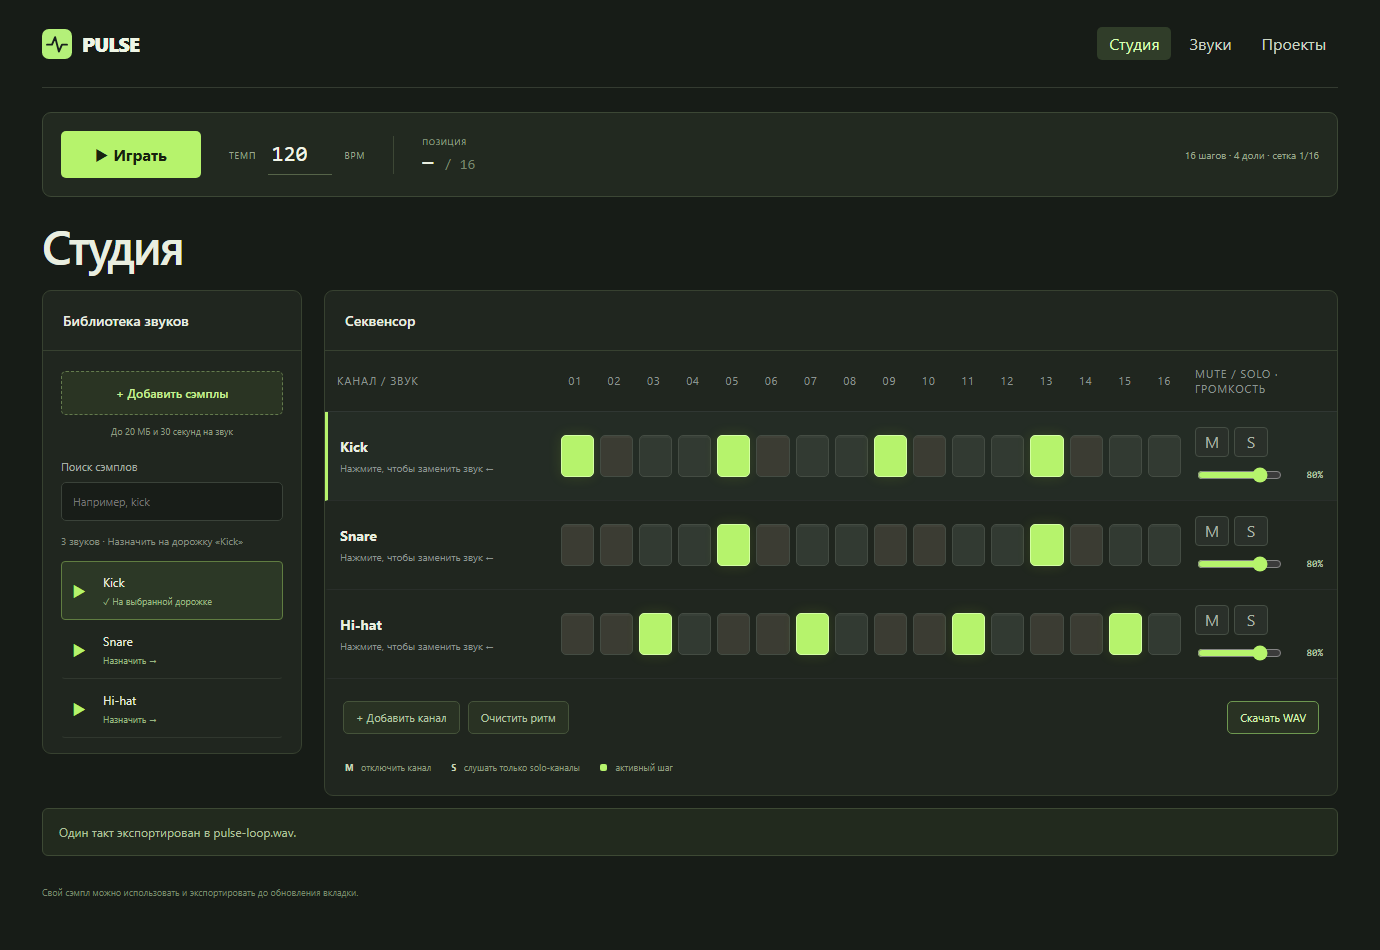 PULSE
Студия Звуки Проекты
▶ Играть ТЕМП 120 BPM ПОЗИЦИЯ
— / 16
16 шагов · 4 доли · сетка 1/16
Студия
Библиотека звуков
+ Добавить сэмплы
До 20 МБ и 30 секунд на звук
Поиск сэмплов
Например, kick
3 звуков · Назначить на дорожку «Kick»
Kick
✓ На выбранной дорожке
Snare
Назначить →
Hi-hat
Назначить →
Секвенсор
КАНАЛ / ЗВУК 01 02 03 04 05 06 07 08 09 10 11 12 13 14 15 16 MUTE / SOLO ·
ГРОМКОСТЬ
Kick M S
Нажмите, чтобы заменить звук ← 80%
Snare M S
Нажмите, чтобы заменить звук ← 80%
Hi-hat M S
Нажмите, чтобы заменить звук ← 80%
+ Добавить канал Очистить ритм Скачать WAV
M отключить канал S слушать только solo-каналы активный шаг
Один такт экспортирован в pulse-loop.wav.
Свой сэмпл можно использовать и экспортировать до обновления вкладки.